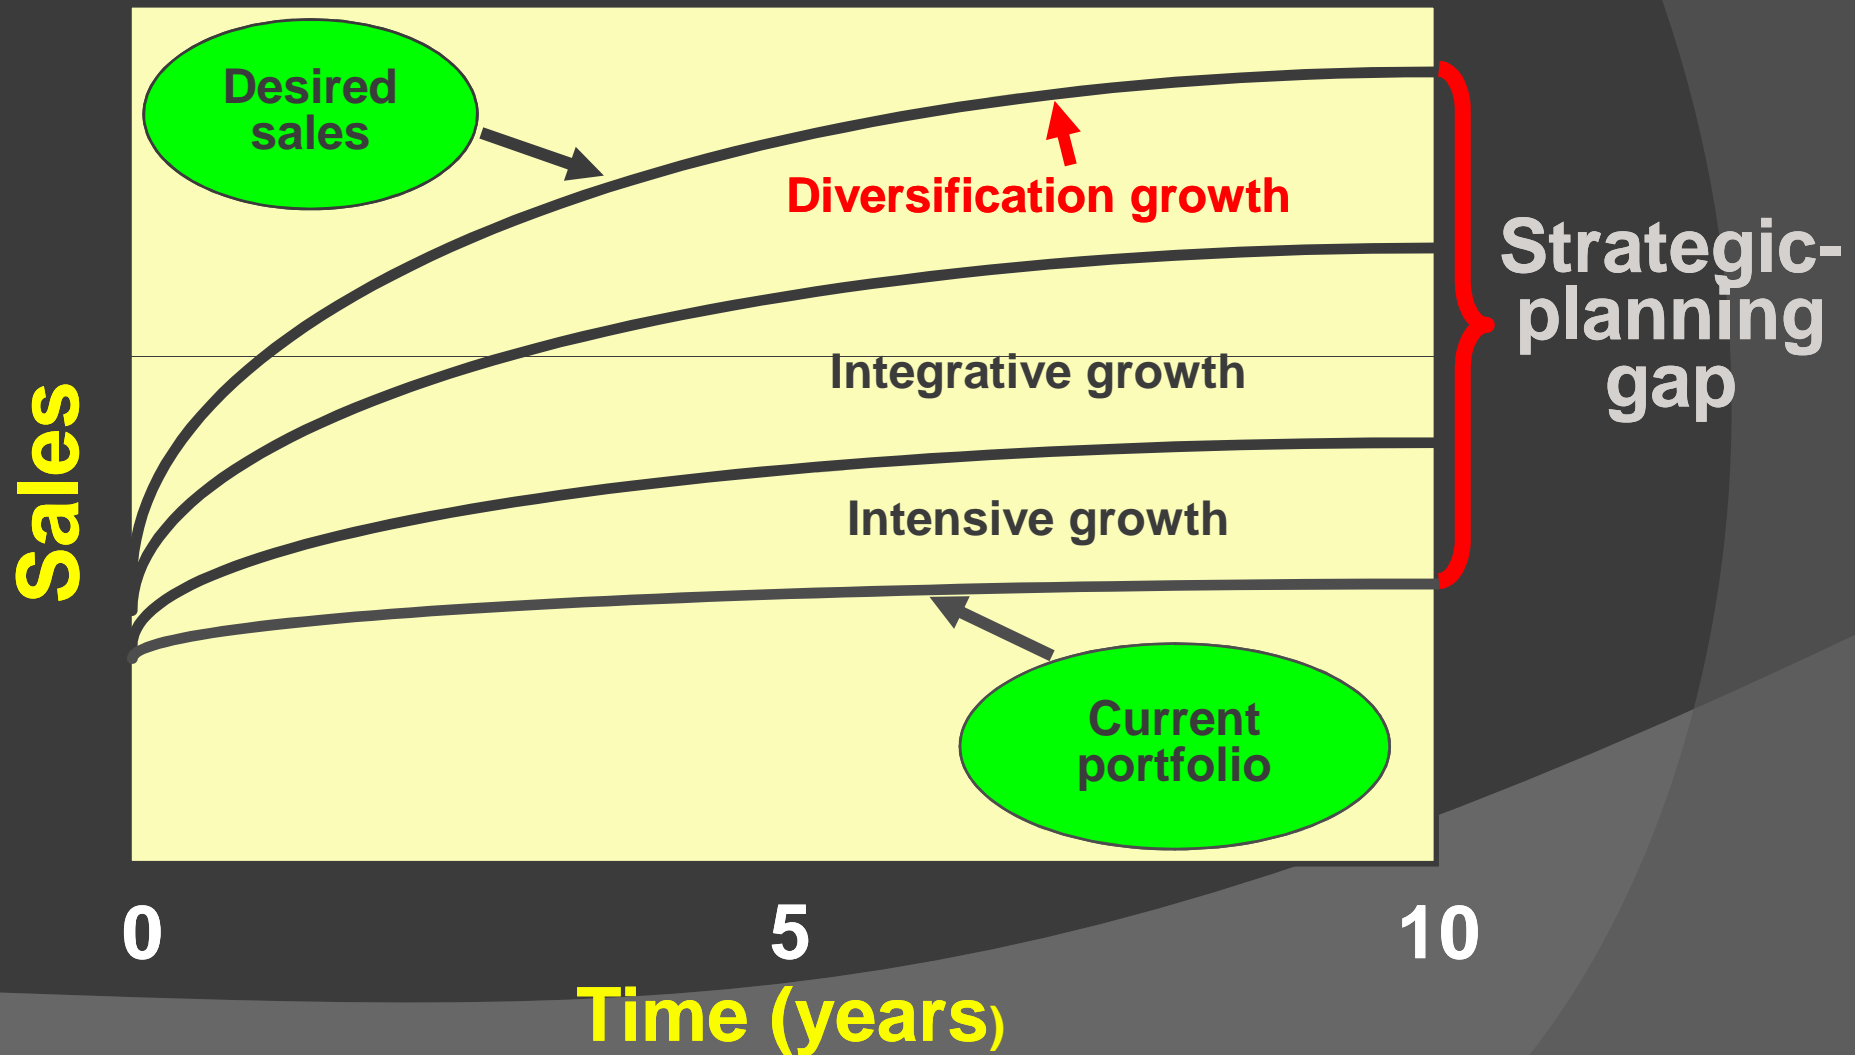 Desired
sales
Diversification growth
Strategic-
planning
gap
Integrative growth
Sales
Intensive growth
Current
portfolio
0
5
10
Time (years)